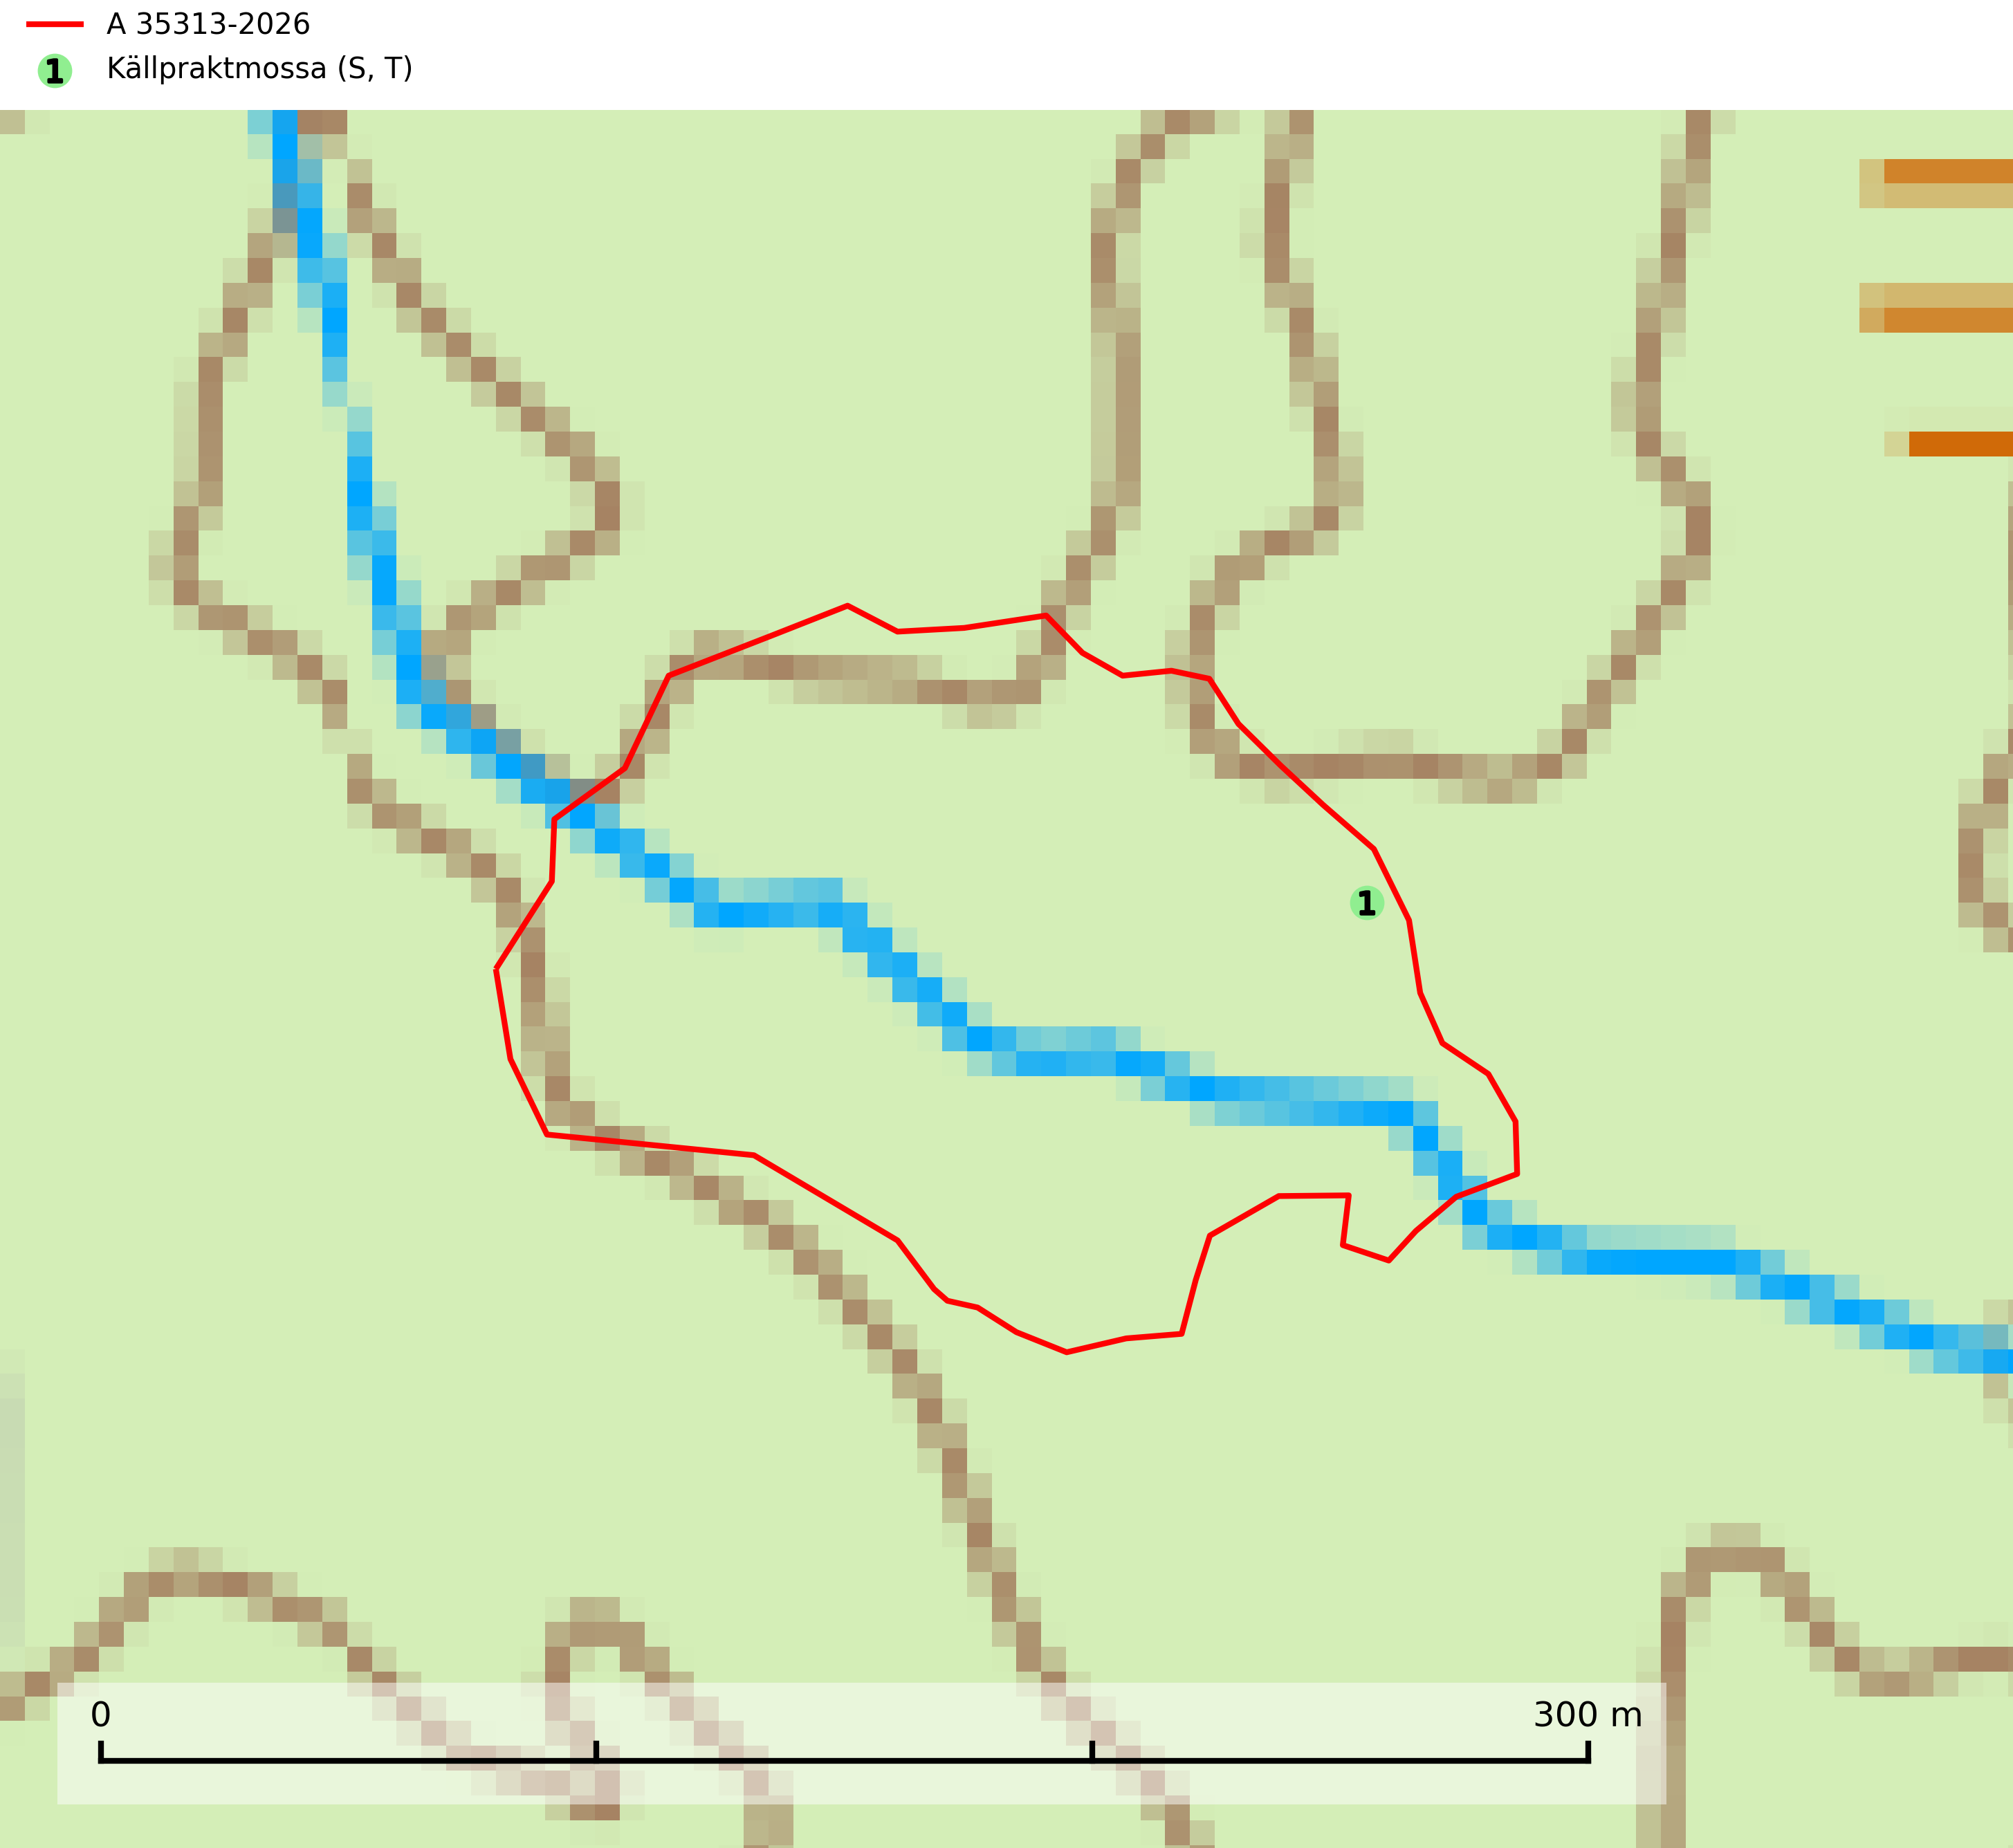 A 35313-2026
1 Källpraktmossa (S, T)
1
0 300 m